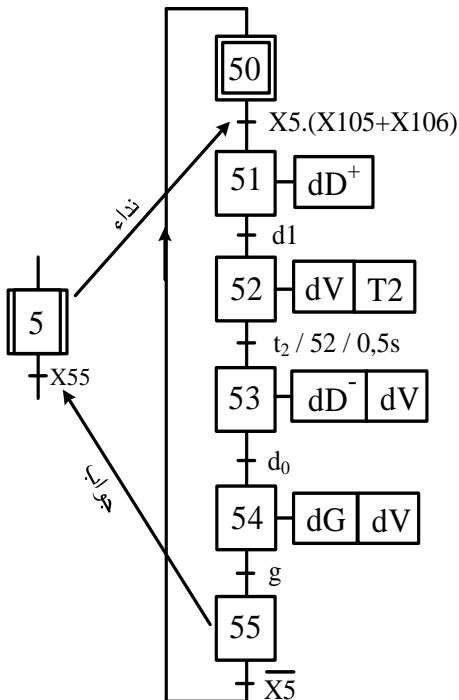 50
X5.(X105+X106)
51 dD⁺
نداء
d1
52 dV T2
5
t₂ / 52 / 0,5s
X55
53 dD⁻ dV
d₀
جواب
54 dG dV
g
55
X̅5̅